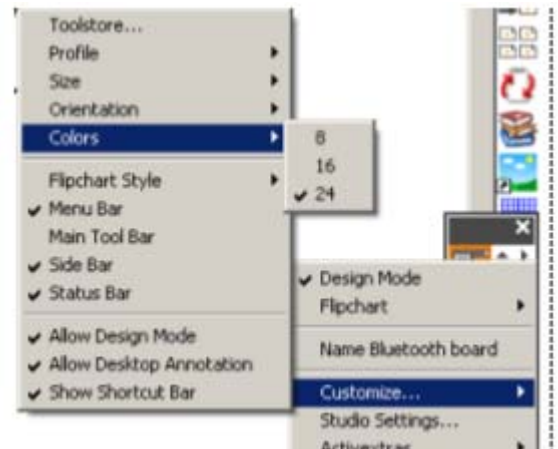 Toolstore...
Profile
Size
Orientation
Colors
Flipchart Style
Menu Bar
Main Tool Bar
Side Bar
Status Bar
Allow Design Mode
Allow Desktop Annotation
Show Shortcut Bar
8
16
24
Design Mode
Flipchart
Name Bluetooth board
Customize...
Studio Settings...
Activextras